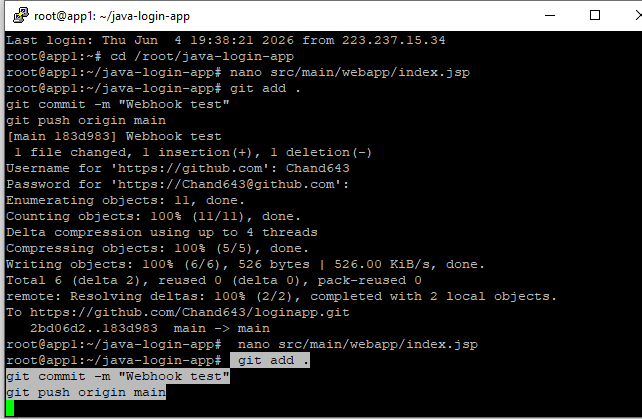 root@app1: ~/java-login-app
Last login: Thu Jun  4 19:38:21 2026 from 223.237.15.34
root@app1:~# cd /root/java-login-app
root@app1:~/java-login-app# nano src/main/webapp/index.jsp
root@app1:~/java-login-app# git add .
git commit -m "Webhook test"
git push origin main
[main 183d983] Webhook test
 1 file changed, 1 insertion(+), 1 deletion(-)
Username for 'https://github.com': Chand643
Password for 'https://Chand643@github.com':
Enumerating objects: 11, done.
Counting objects: 100% (11/11), done.
Delta compression using up to 4 threads
Compressing objects: 100% (5/5), done.
Writing objects: 100% (6/6), 526 bytes | 526.00 KiB/s, done.
Total 6 (delta 2), reused 0 (delta 0), pack-reused 0
remote: Resolving deltas: 100% (2/2), completed with 2 local objects.
To https://github.com/Chand643/loginapp.git
   2bd06d2..183d983  main -> main
root@app1:~/java-login-app#  nano src/main/webapp/index.jsp
root@app1:~/java-login-app#  git add .
git commit -m "Webhook test"
git push origin main